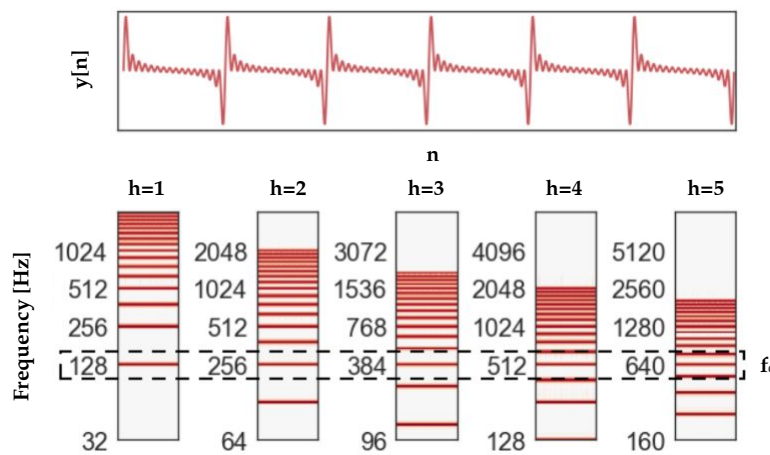 y[n]
n
h=1 h=2 h=3 h=4 h=5
Frequency [Hz]
1024 2048 3072 4096 5120
512 1024 1536 2048 2560
256 512 768 1024 1280
128 256 384 512 640
32 64 96 128 160